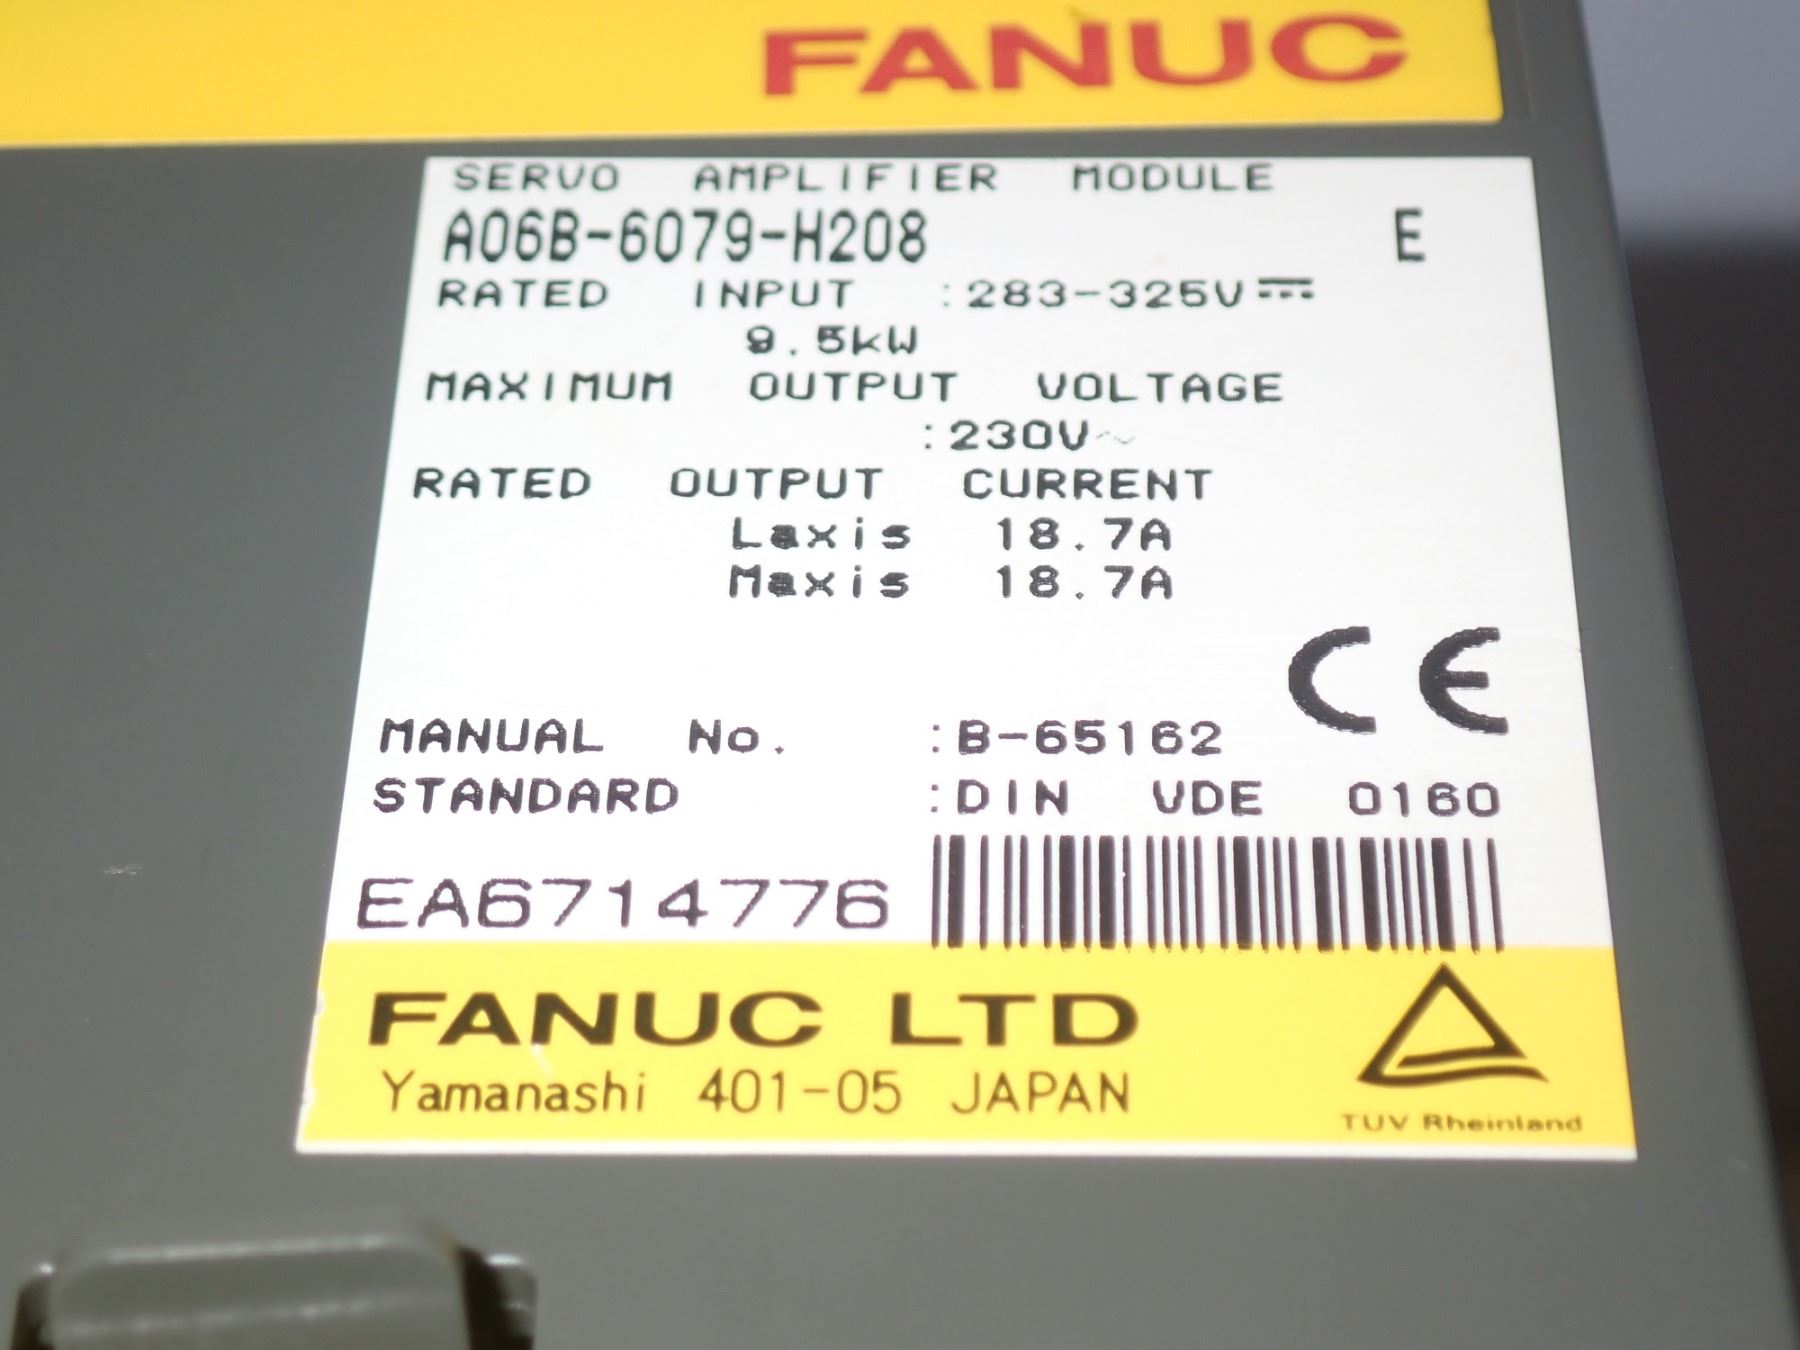 FANUC
SERVO AMPLIFIER MODULE
A06B-6079-H208 E
RATED INPUT :283-325V⎓
9.5kW
MAXIMUM OUTPUT VOLTAGE
:230V~
RATED OUTPUT CURRENT
Laxis 18.7A
Maxis 18.7A
CE
MANUAL No. :B-65162
STANDARD :DIN VDE 0160
EA6714776
FANUC LTD
Yamanashi 401-05 JAPAN
TUV Rheinland